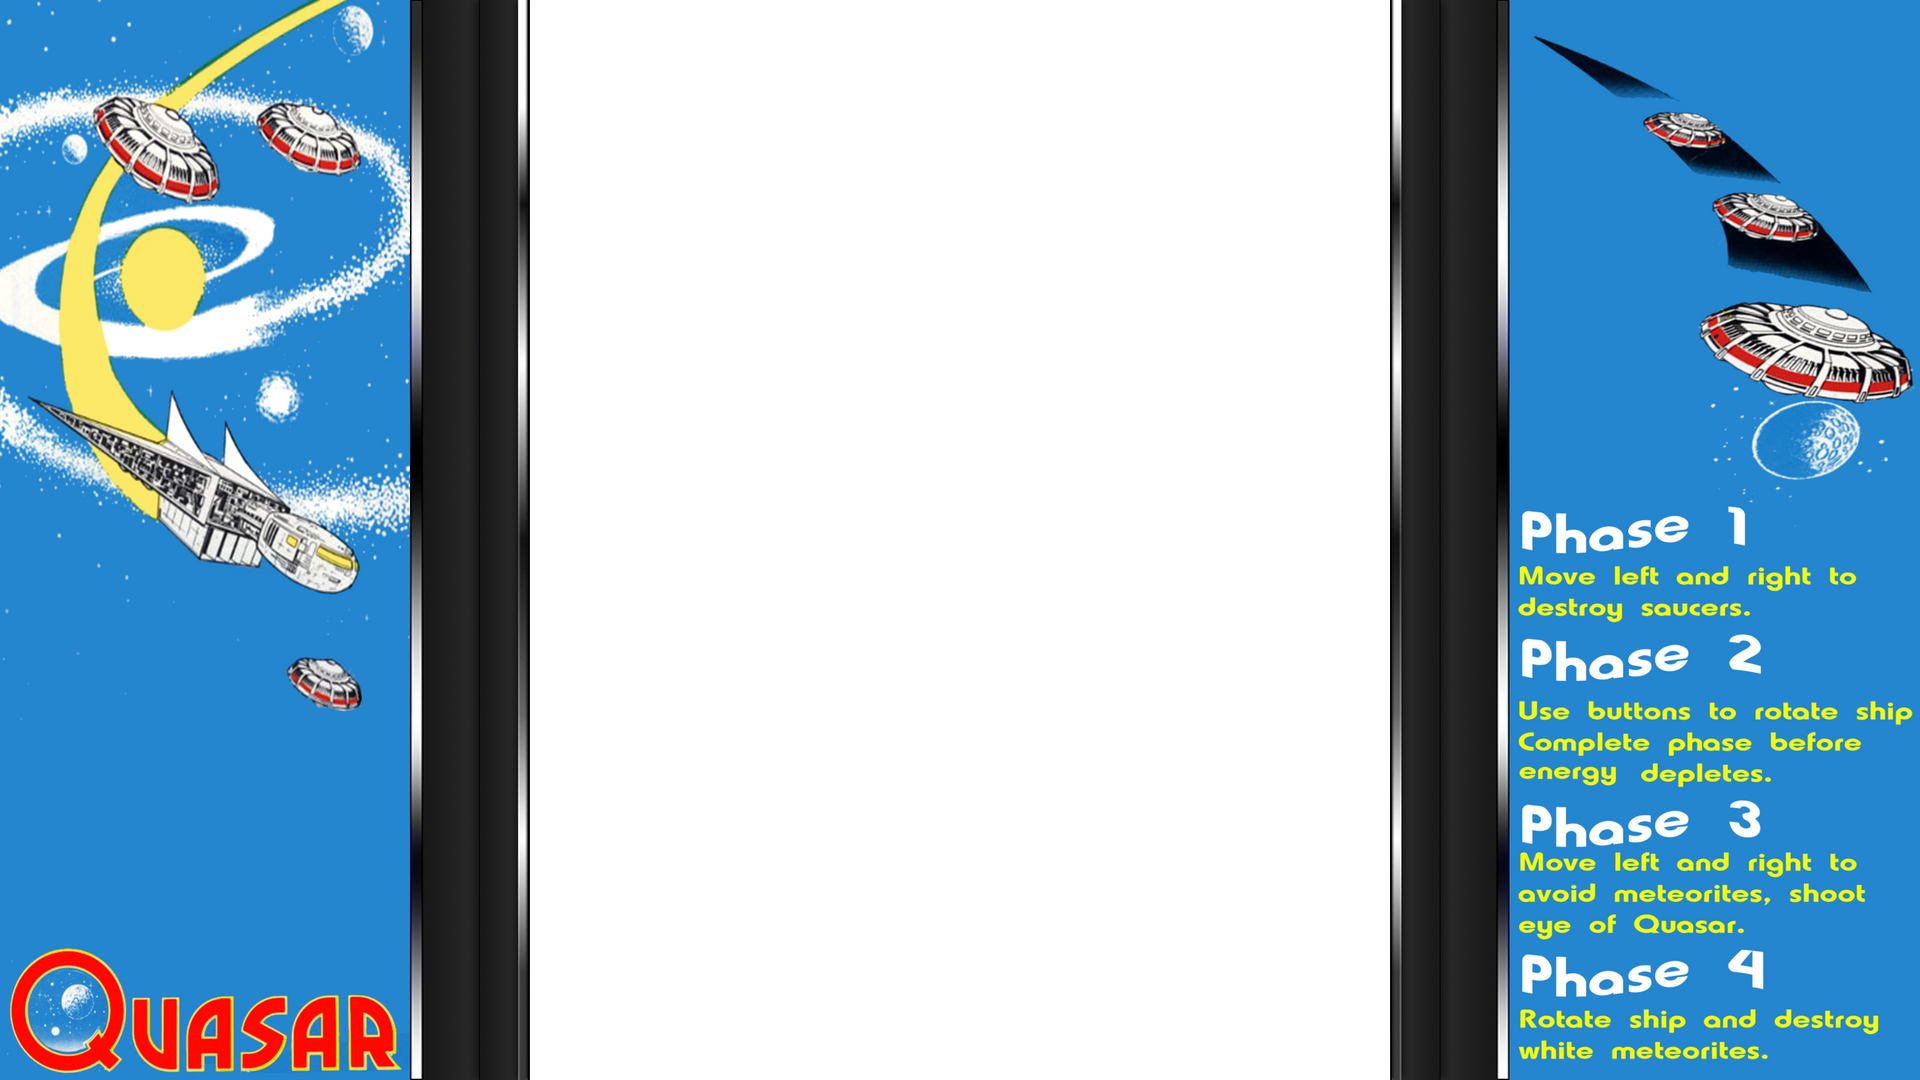 QUASAR
Phase 1
Move left and right to
destroy saucers.
Phase 2
Use buttons to rotate ship
Complete phase before
energy depletes.
Phase 3
Move left and right to
avoid meteorites, shoot
eye of Quasar.
Phase 4
Rotate ship and destroy
white meteorites.